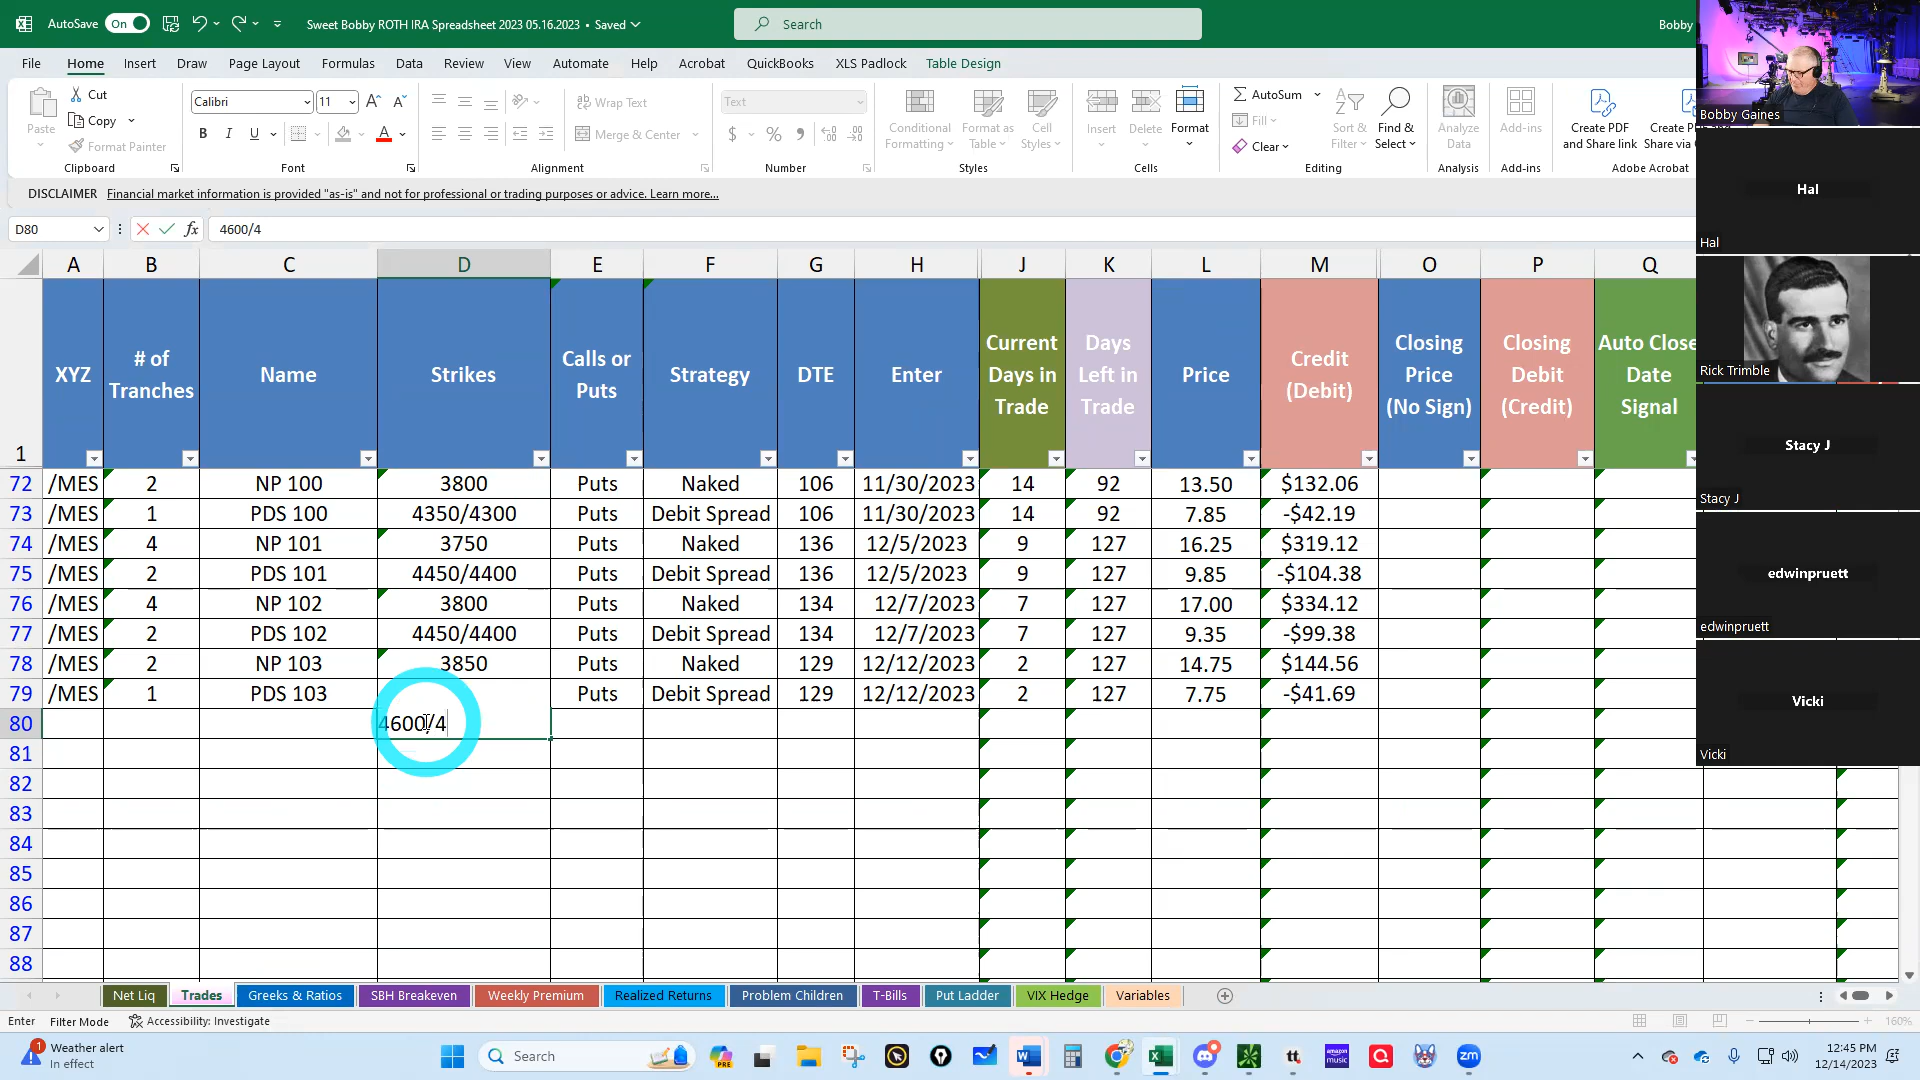 AutoSave On Sweet Bobby ROTH IRA Spreadsheet 2023 05.16.2023 • Saved Search Bobby
File Home Insert Draw Page Layout Formulas Data Review View Automate Help Acrobat QuickBooks XLS Padlock Table Design
Paste Cut Copy Format Painter Clipboard
Calibri 11 B I U Font
Wrap Text Merge & Center Alignment
Text $ % Number
Conditional Formatting Format as Table Cell Styles Styles
Insert Delete Format Cells
AutoSum Fill Clear Sort & Filter Find & Select Editing
Analyze Data Analysis
Add-ins Add-ins
Create PDF and Share link Create PDF Share via Adobe Acrobat
DISCLAIMER Financial market information is provided "as-is" and not for professional or trading purposes or advice. Learn more...
D80 fx 4600/4
A B C D E F G H J K L M O P Q
1 XYZ # of Tranches Name Strikes Calls or Puts Strategy DTE Enter Current Days in Trade Days Left in Trade Price Credit (Debit) Closing Price (No Sign) Closing Debit (Credit) Auto Close Date Signal
72 /MES 2 NP 100 3800 Puts Naked 106 11/30/2023 14 92 13.50 $132.06
73 /MES 1 PDS 100 4350/4300 Puts Debit Spread 106 11/30/2023 14 92 7.85 -$42.19
74 /MES 4 NP 101 3750 Puts Naked 136 12/5/2023 9 127 16.25 $319.12
75 /MES 2 PDS 101 4450/4400 Puts Debit Spread 136 12/5/2023 9 127 9.85 -$104.38
76 /MES 4 NP 102 3800 Puts Naked 134 12/7/2023 7 127 17.00 $334.12
77 /MES 2 PDS 102 4450/4400 Puts Debit Spread 134 12/7/2023 7 127 9.35 -$99.38
78 /MES 2 NP 103 3850 Puts Naked 129 12/12/2023 2 127 14.75 $144.56
79 /MES 1 PDS 103 Puts Debit Spread 129 12/12/2023 2 127 7.75 -$41.69
80 4600/4
81
82
83
84
85
86
87
88
Net Liq Trades Greeks & Ratios SBH Breakeven Weekly Premium Realized Returns Problem Children T-Bills Put Ladder VIX Hedge Variables
Enter Filter Mode Accessibility: Investigate 160%
1 Weather alert In effect Search PRE tt amazon music zm 12:45 PM 12/14/2023
Bobby Gaines
Hal
Hal
Rick Trimble
Stacy J
Stacy J
edwinpruett
edwinpruett
Vicki
Vicki